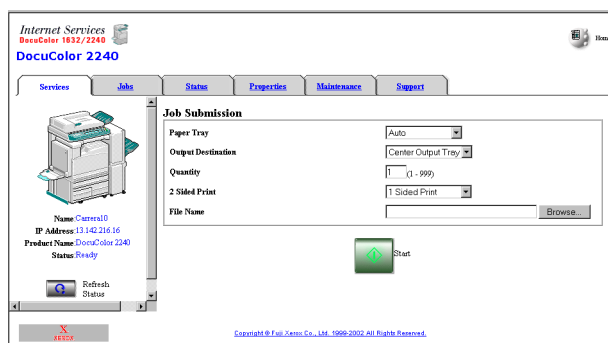 Internet Services
DocuColor 1632/2240
DocuColor 2240
Home
Services Jobs Status Properties Maintenance Support
Job Submission
Paper Tray Auto
Output Destination Center Output Tray
Quantity 1 (1 - 999)
2 Sided Print 1 Sided Print
File Name Browse...
Start
Name: Carrera10
IP Address: 13.142.216.16
Product Name: DocuColor 2240
Status: Ready
Refresh
Status
X
XEROX
Copyright © Fuji Xerox Co., Ltd. 1999-2002 All Rights Reserved.